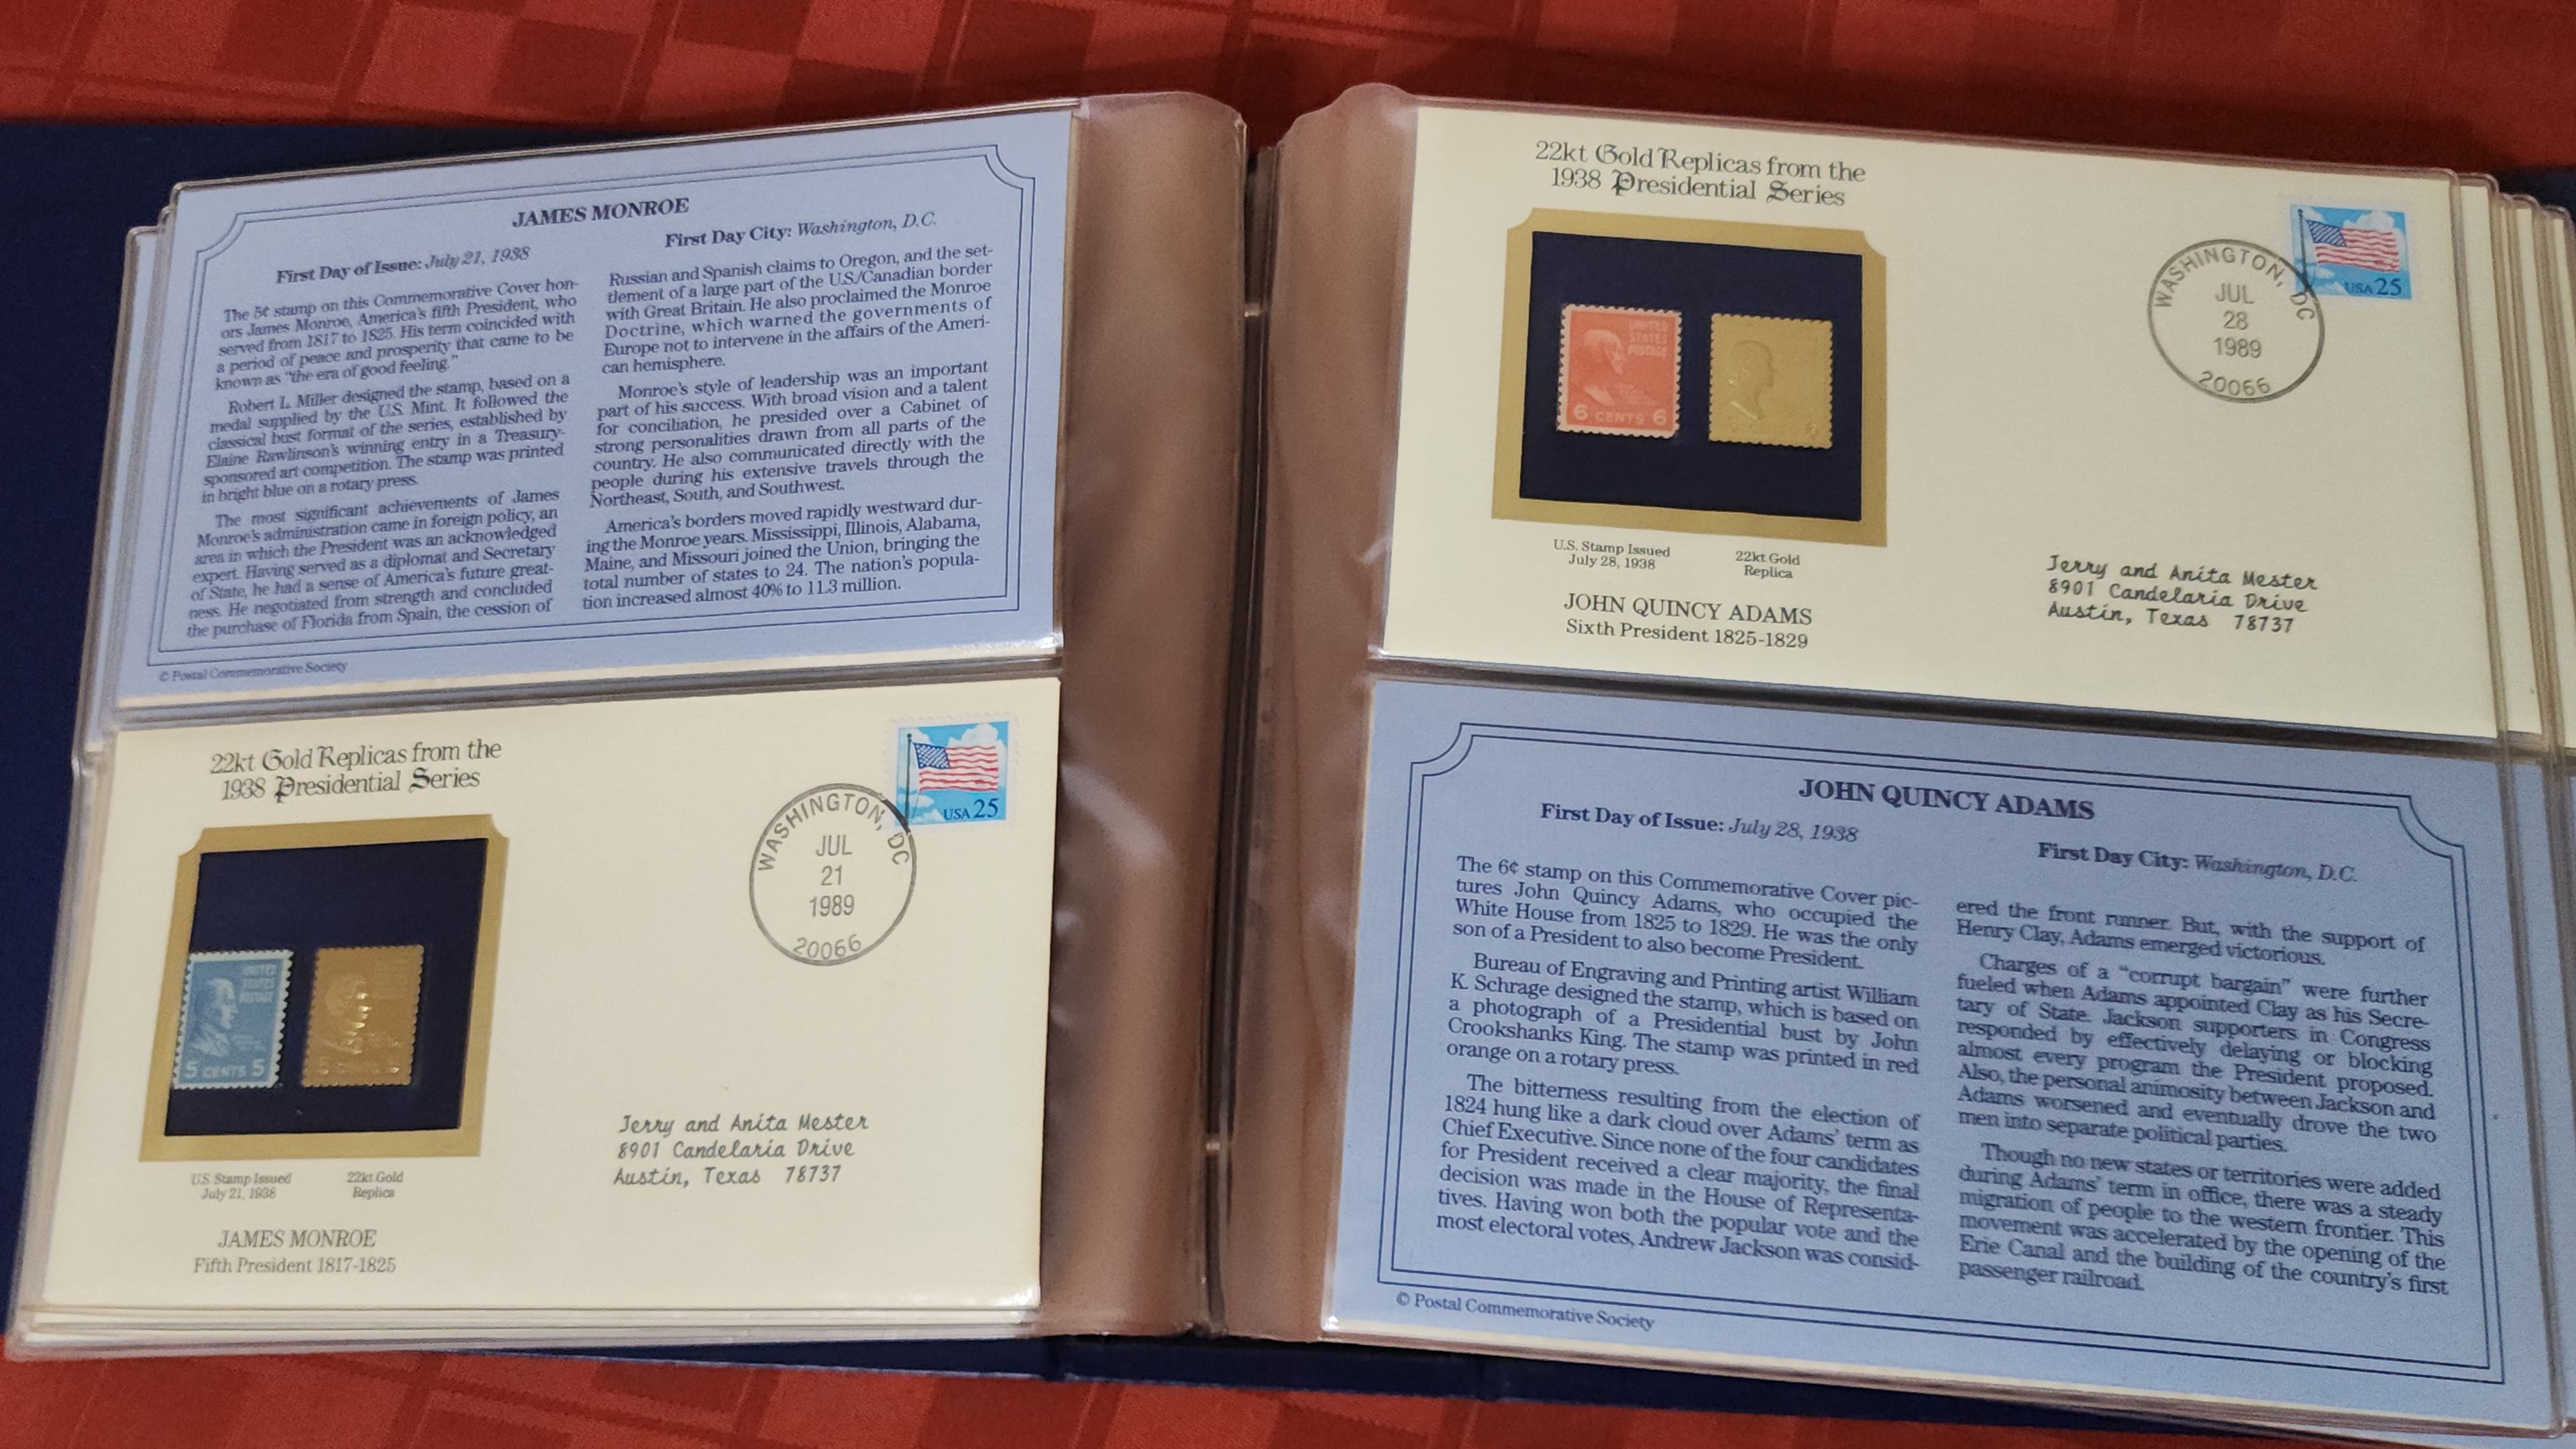 JAMES MONROE
First Day of Issue: July 21, 1938
First Day City: Washington, D.C.
The 5¢ stamp on this Commemorative Cover hon-
ors James Monroe, America's fifth President, who
served from 1817 to 1825. His term coincided with
a period of peace and prosperity that came to be
known as "the era of good feeling."
Robert L. Miller designed the stamp, based on a
medal supplied by the U.S. Mint. It followed the
classical bust format of the series, established by
Elaine Rawlinson's winning entry in a Treasury-
sponsored art competition. The stamp was printed
in bright blue on a rotary press.
The most significant achievements of James
Monroe's administration came in foreign policy, an
area in which the President was an acknowledged
expert. Having served as a diplomat and Secretary
of State, he had a sense of America's future great-
ness. He negotiated from strength and concluded
the purchase of Florida from Spain, the cession of
Russian and Spanish claims to Oregon, and the set-
tlement of a large part of the U.S./Canadian border
with Great Britain. He also proclaimed the Monroe
Doctrine, which warned the governments of
Europe not to intervene in the affairs of the Ameri-
can hemisphere.
Monroe's style of leadership was an important
part of his success. With broad vision and a talent
for conciliation, he presided over a Cabinet of
strong personalities drawn from all parts of the
country. He also communicated directly with the
people during his extensive travels through the
Northeast, South, and Southwest.
America's borders moved rapidly westward dur-
ing the Monroe years. Mississippi, Illinois, Alabama,
Maine, and Missouri joined the Union, bringing the
total number of states to 24. The nation's popula-
tion increased almost 40% to 11.3 million.
© Postal Commemorative Society
22kt Gold Replicas from the
1938 Presidential Series
USA 25
WASHINGTON, DC
JUL
21
1989
20066
UNITED
STATES
POSTAGE
5 CENTS 5
U.S. Stamp Issued
July 21, 1938
22kt Gold
Replica
JAMES MONROE
Fifth President 1817-1825
Jerry and Anita Mester
8901 Candelaria Drive
Austin, Texas 78737
22kt Gold Replicas from the
1938 Presidential Series
USA 25
WASHINGTON, DC
JUL
28
1989
20066
UNITED
STATES
POSTAGE
6 CENTS 6
U.S. Stamp Issued
July 28, 1938
22kt Gold
Replica
JOHN QUINCY ADAMS
Sixth President 1825-1829
Jerry and Anita Mester
8901 Candelaria Drive
Austin, Texas 78737
JOHN QUINCY ADAMS
First Day of Issue: July 28, 1938
First Day City: Washington, D.C.
The 6¢ stamp on this Commemorative Cover pic-
tures John Quincy Adams, who occupied the
White House from 1825 to 1829. He was the only
son of a President to also become President.
Bureau of Engraving and Printing artist William
K. Schrage designed the stamp, which is based on
a photograph of a Presidential bust by John
Crookshanks King. The stamp was printed in red
orange on a rotary press.
The bitterness resulting from the election of
1824 hung like a dark cloud over Adams' term as
Chief Executive. Since none of the four candidates
for President received a clear majority, the final
decision was made in the House of Representa-
tives. Having won both the popular vote and the
most electoral votes, Andrew Jackson was consid-
ered the front runner. But, with the support of
Henry Clay, Adams emerged victorious.
Charges of a "corrupt bargain" were further
fueled when Adams appointed Clay as his Secre-
tary of State. Jackson supporters in Congress
responded by effectively delaying or blocking
almost every program the President proposed.
Also, the personal animosity between Jackson and
Adams worsened and eventually drove the two
men into separate political parties.
Though no new states or territories were added
during Adams' term in office, there was a steady
migration of people to the western frontier. This
movement was accelerated by the opening of the
Erie Canal and the building of the country's first
passenger railroad.
© Postal Commemorative Society